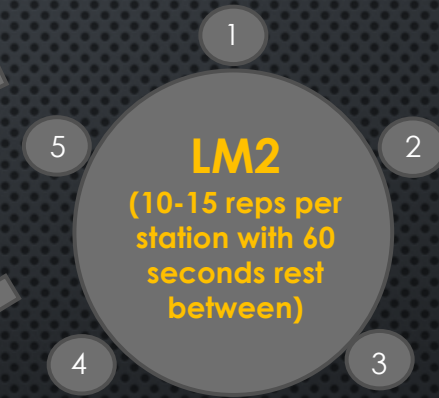 1
5
2
LM2
(10-15 reps per
station with 60
seconds rest
between)
4
3